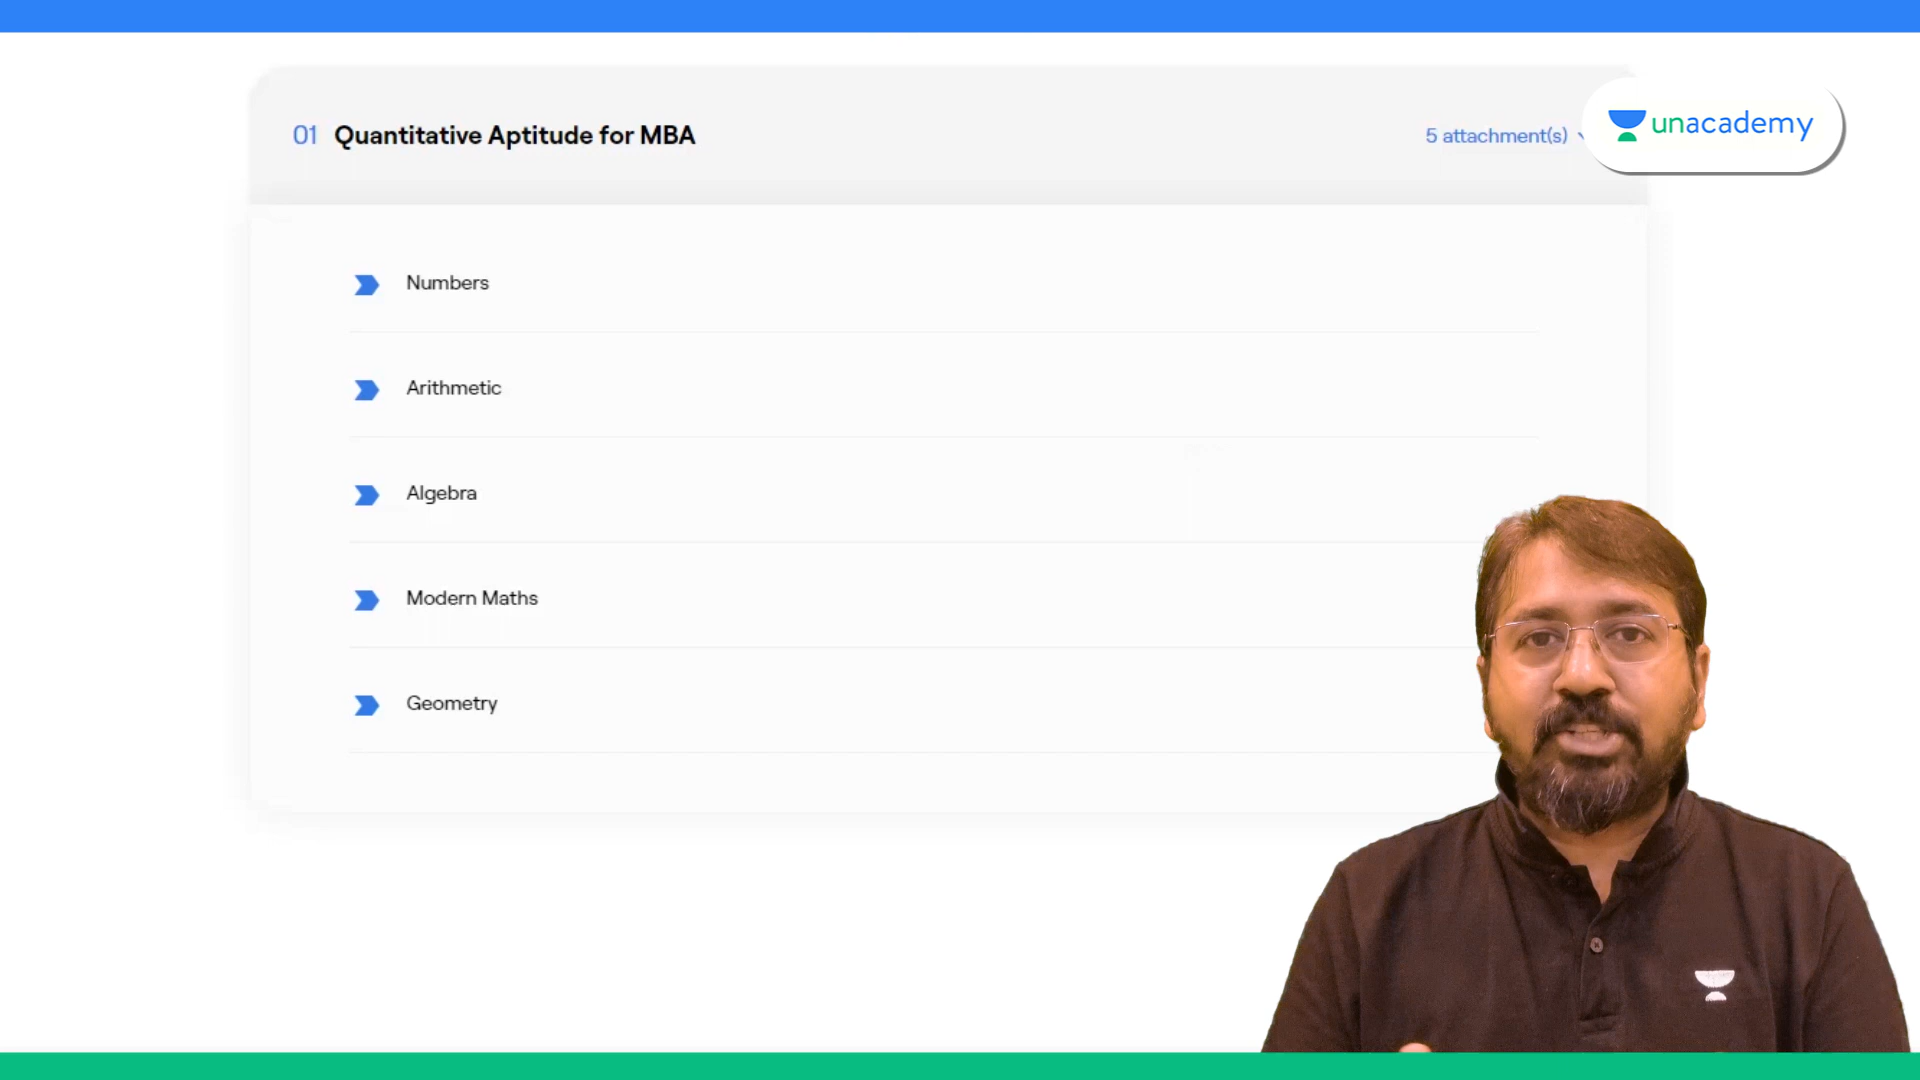 01 Quantitative Aptitude for MBA
5 attachment(s)
unacademy
Numbers
Arithmetic
Algebra
Modern Maths
Geometry